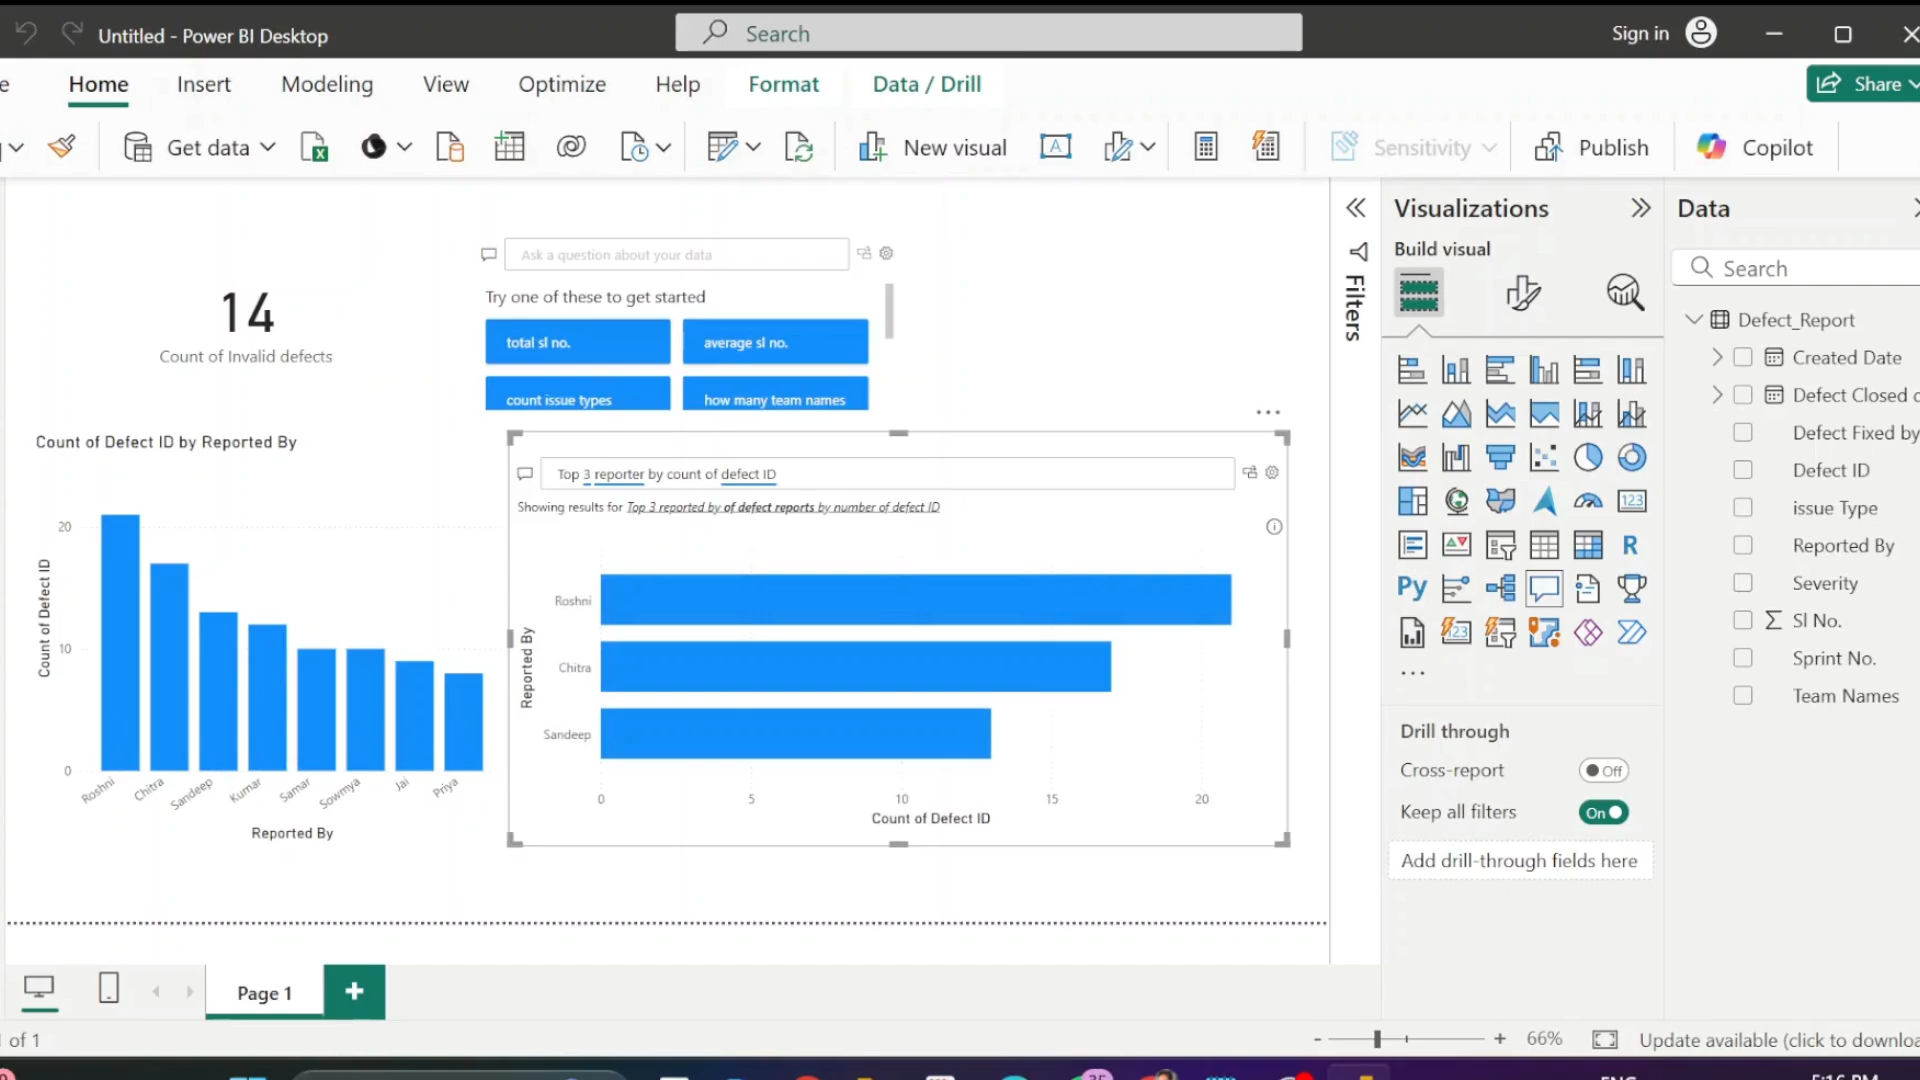 Untitled - Power BI Desktop
Search
Sign in
Home
Insert
Modeling
View
Optimize
Help
Format
Data / Drill
Share
Get data
New visual
Sensitivity
Publish
Copilot
14
Count of Invalid defects
Ask a question about your data
Try one of these to get started
total sl no.
average sl no.
count issue types
how many team names
Count of Defect ID by Reported By
Count of Defect ID
20
10
0
Roshni
Chitra
Sandeep
Kumar
Samar
Sowmya
Jai
Priya
Reported By
Top 3 reporter by count of defect ID
Showing results for Top 3 reported by of defect reports by number of defect ID
Reported By
Roshni
Chitra
Sandeep
0
5
10
15
20
Count of Defect ID
Filters
Visualizations
Build visual
123
R
Py
123
Drill through
Cross-report
Off
Keep all filters
On
Add drill-through fields here
Data
Search
Defect_Report
Created Date
Defect Closed
Defect Fixed by
Defect ID
issue Type
Reported By
Severity
Sl No.
Sprint No.
Team Names
Page 1
of 1
66%
Update available (click to downloa
35